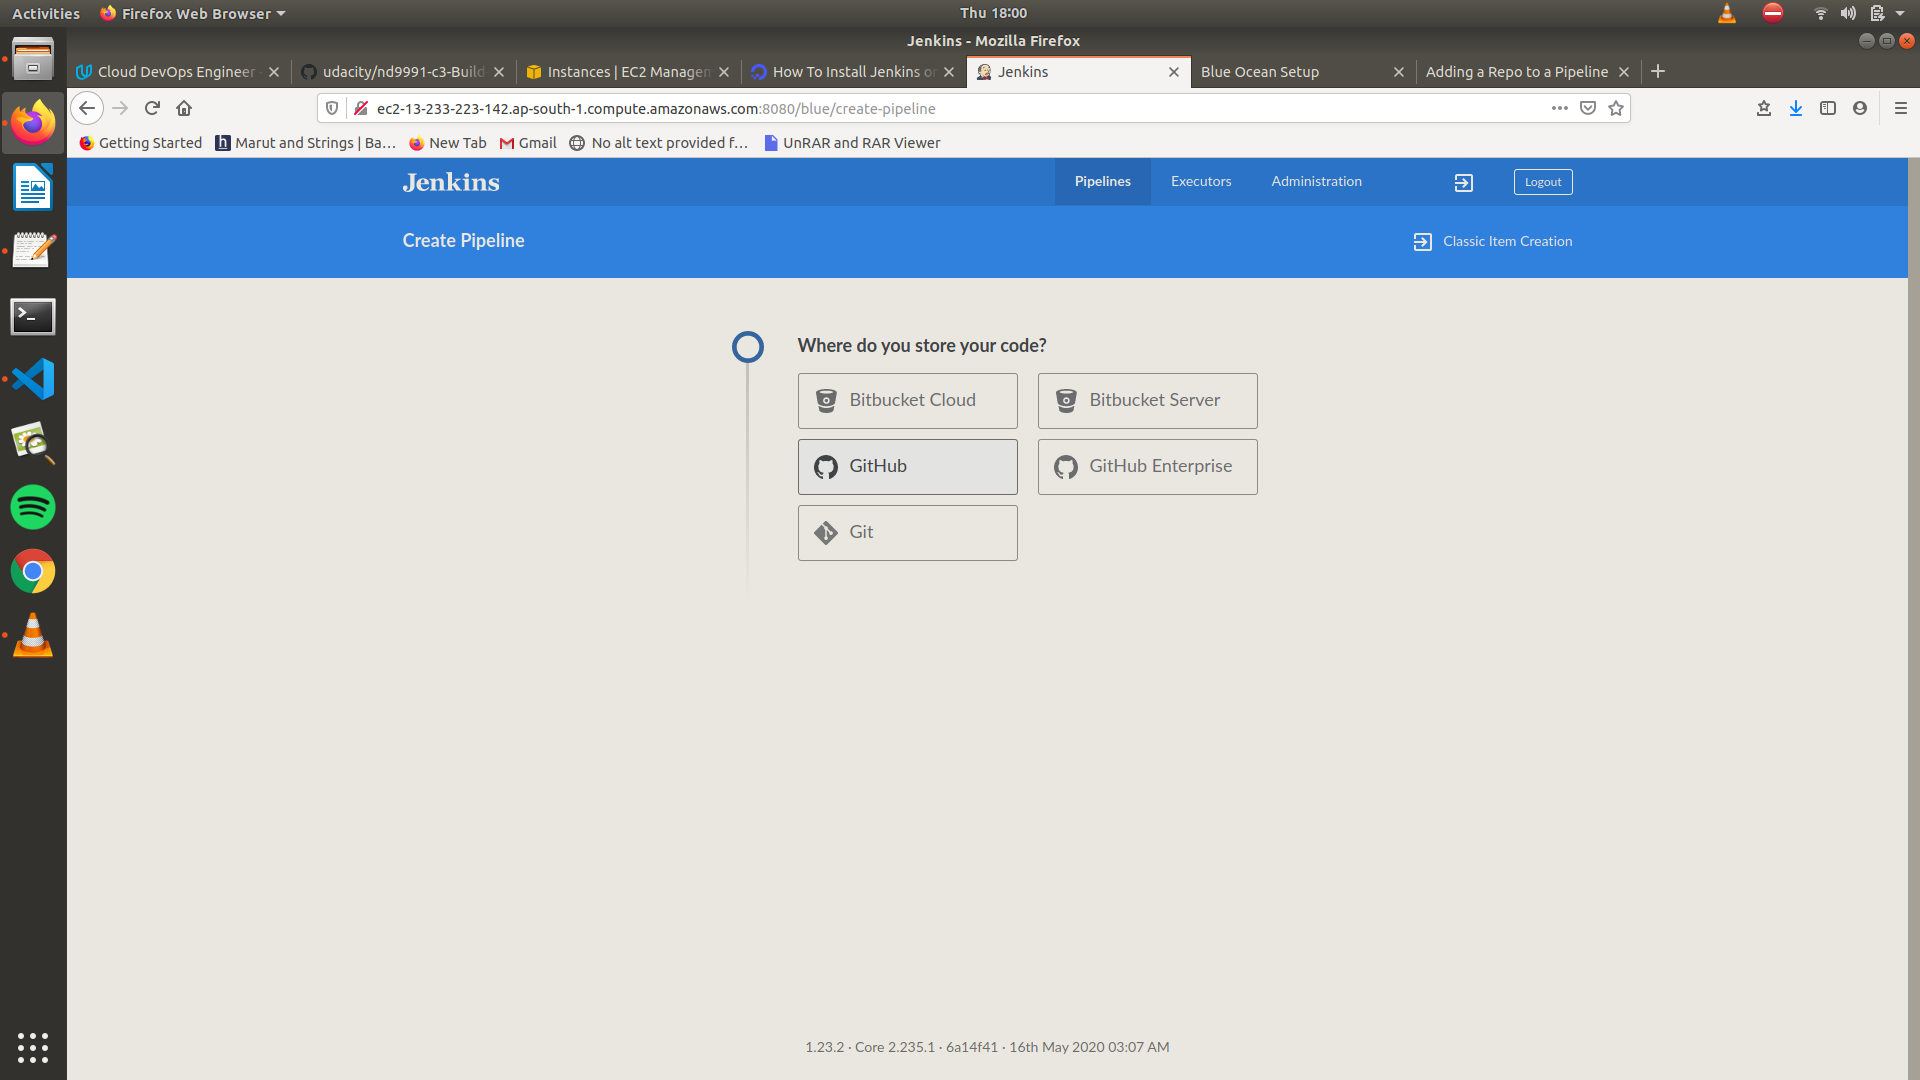 Activities Firefox Web Browser Thu 18:00
Jenkins - Mozilla Firefox
Cloud DevOps Engineer udacity/nd9991-c3-Build Instances | EC2 Managem How To Install Jenkins o Jenkins Blue Ocean Setup Adding a Repo to a Pipeline
ec2-13-233-223-142.ap-south-1.compute.amazonaws.com:8080/blue/create-pipeline
Getting Started Marut and Strings | Ba… New Tab Gmail No alt text provided f… UnRAR and RAR Viewer
Jenkins Pipelines Executors Administration Logout
Create Pipeline Classic Item Creation
Where do you store your code?
Bitbucket Cloud Bitbucket Server
GitHub GitHub Enterprise
Git
1.23.2 · Core 2.235.1 · 6a14f41 · 16th May 2020 03:07 AM